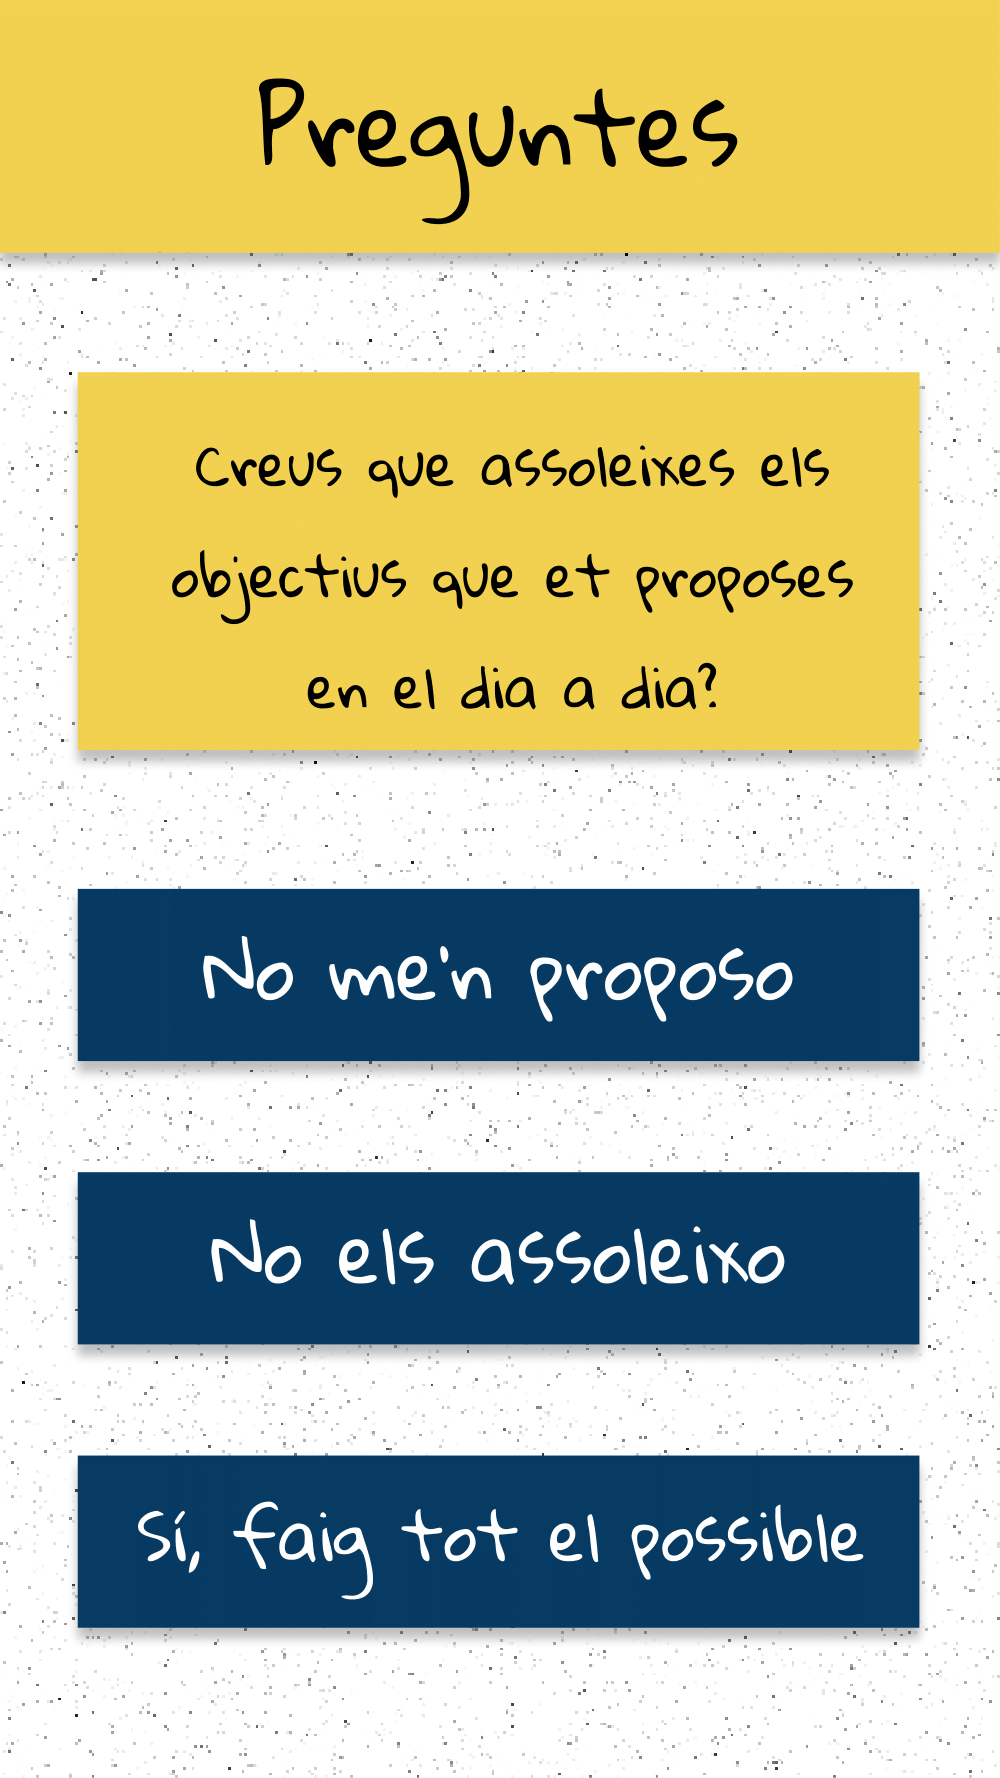 Preguntes
Creus que assoleixes els
objectius que et proposes
en el dia a dia?
No me'n proposo
No els assoleixo
Sí, faig tot el possible